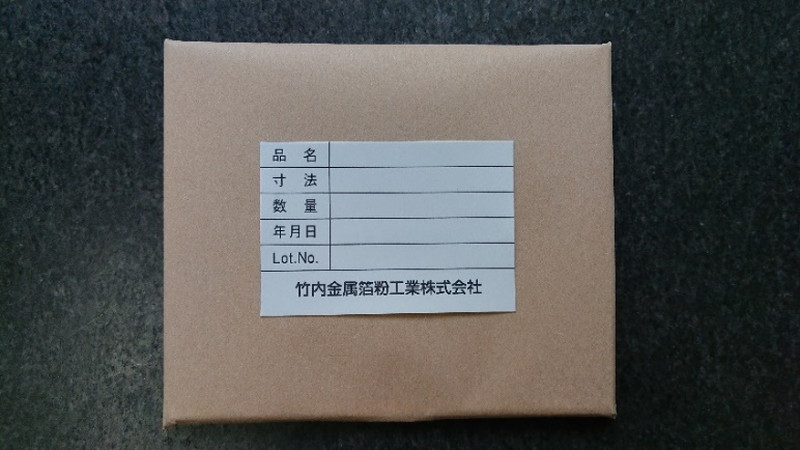 品 名
寸 法
数 量
年月日
Lot.No.
竹内金属箔粉工業株式会社